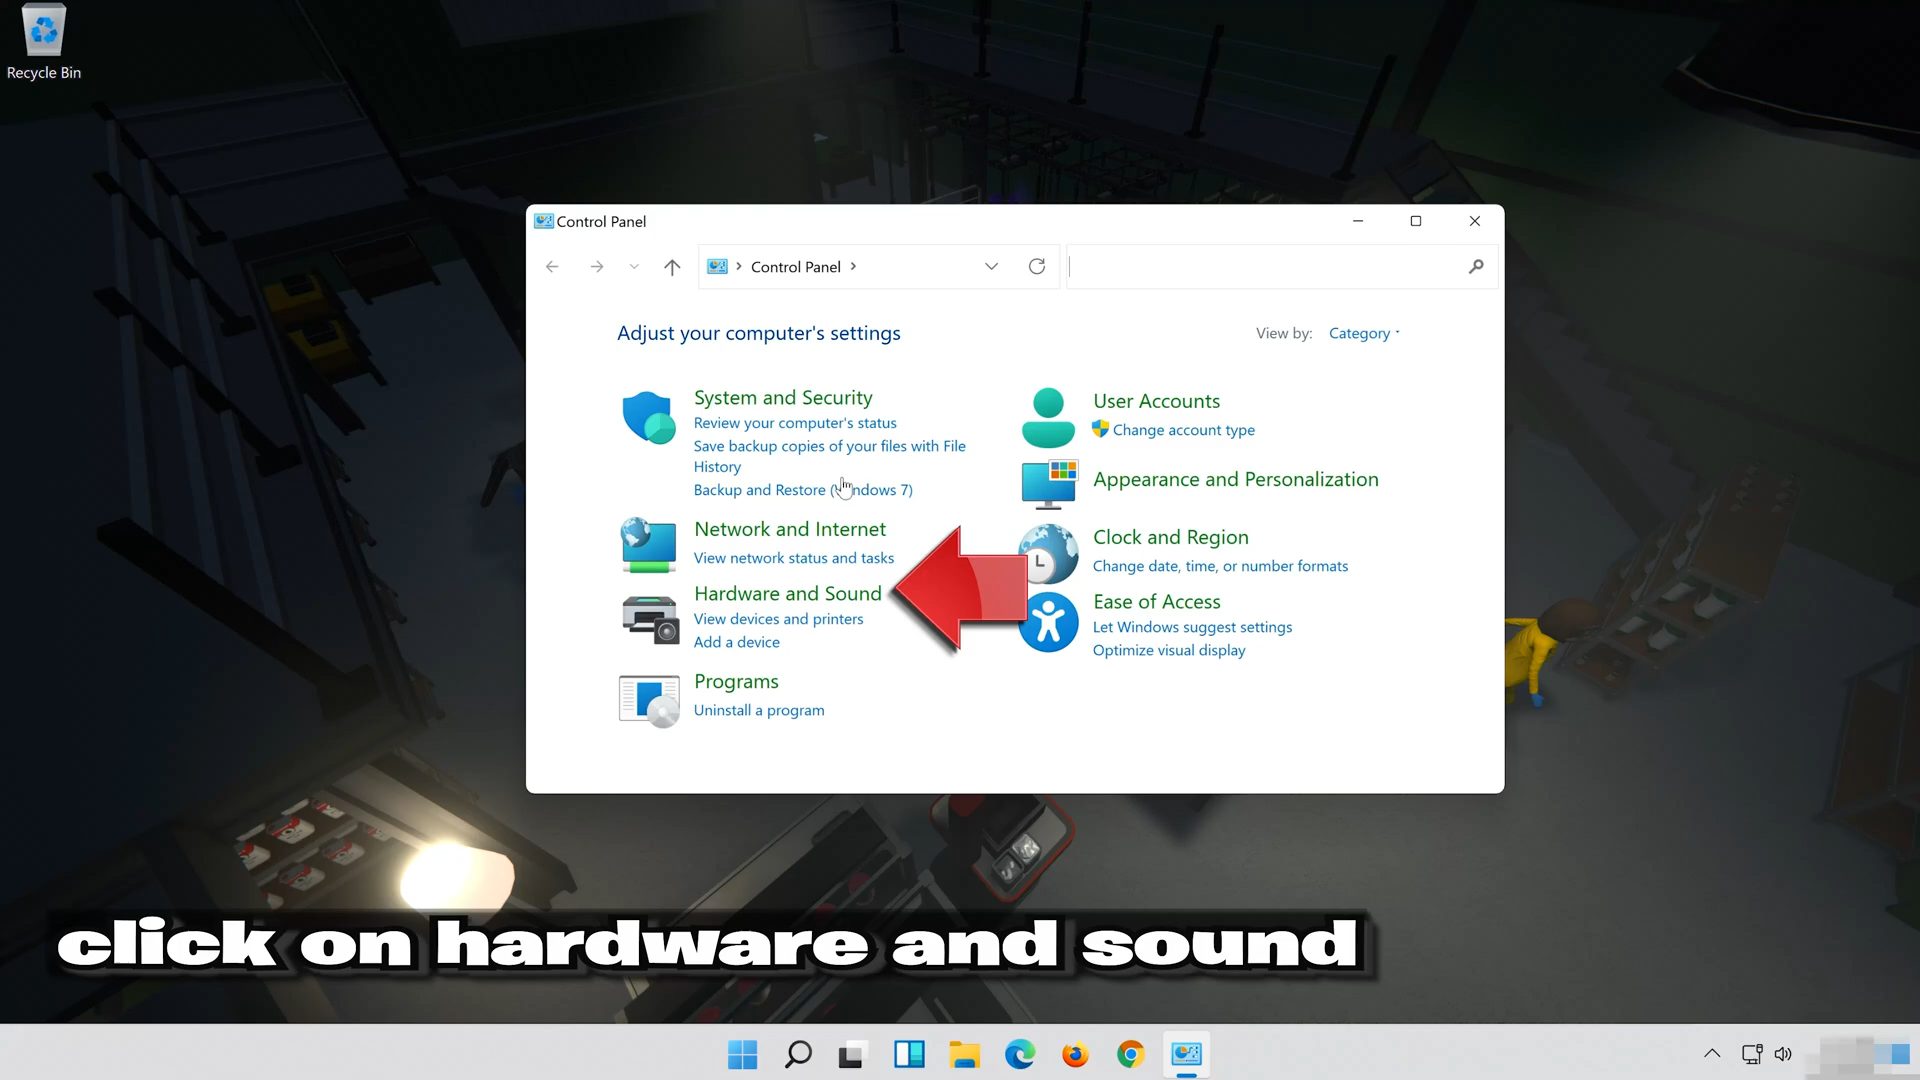 Recycle Bin
Control Panel
Control Panel
Adjust your computer's settings
View by: Category
System and Security
Review your computer's status
Save backup copies of your files with File
History
Backup and Restore (Windows 7)
User Accounts
Change account type
Appearance and Personalization
Network and Internet
View network status and tasks
Clock and Region
Change date, time, or number formats
Hardware and Sound
View devices and printers
Add a device
Ease of Access
Let Windows suggest settings
Optimize visual display
Programs
Uninstall a program
click on hardware and sound